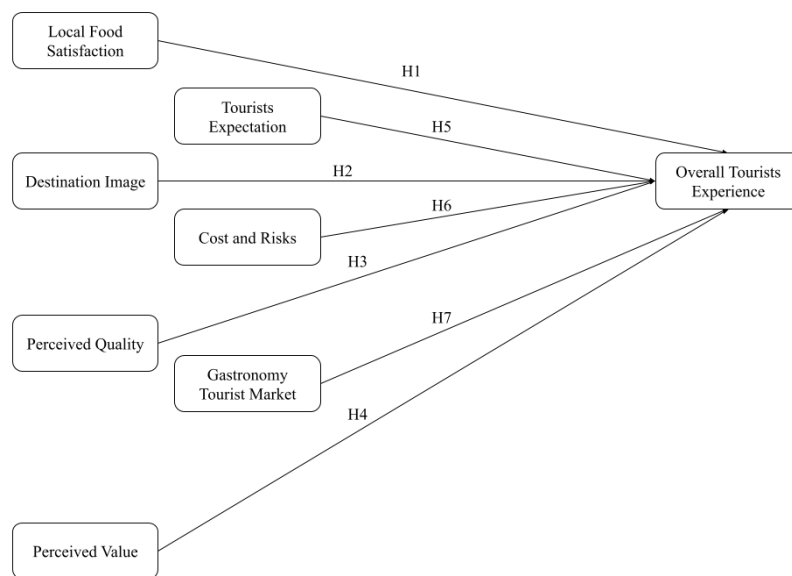 Local Food
Satisfaction
H1
Tourists
Expectation
H5
Destination Image
H2
Overall Tourists
Experience
Cost and Risks
H6
H3
Perceived Quality
H7
Gastronomy
Tourist Market
H4
Perceived Value